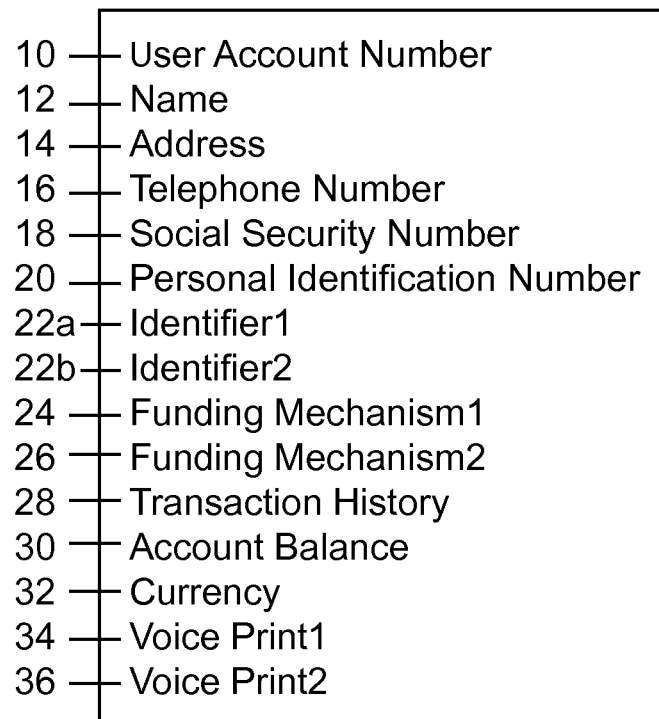 10 User Account Number
12 Name
14 Address
16 Telephone Number
18 Social Security Number
20 Personal Identification Number
22a Identifier1
22b Identifier2
24 Funding Mechanism1
26 Funding Mechanism2
28 Transaction History
30 Account Balance
32 Currency
34 Voice Print1
36 Voice Print2